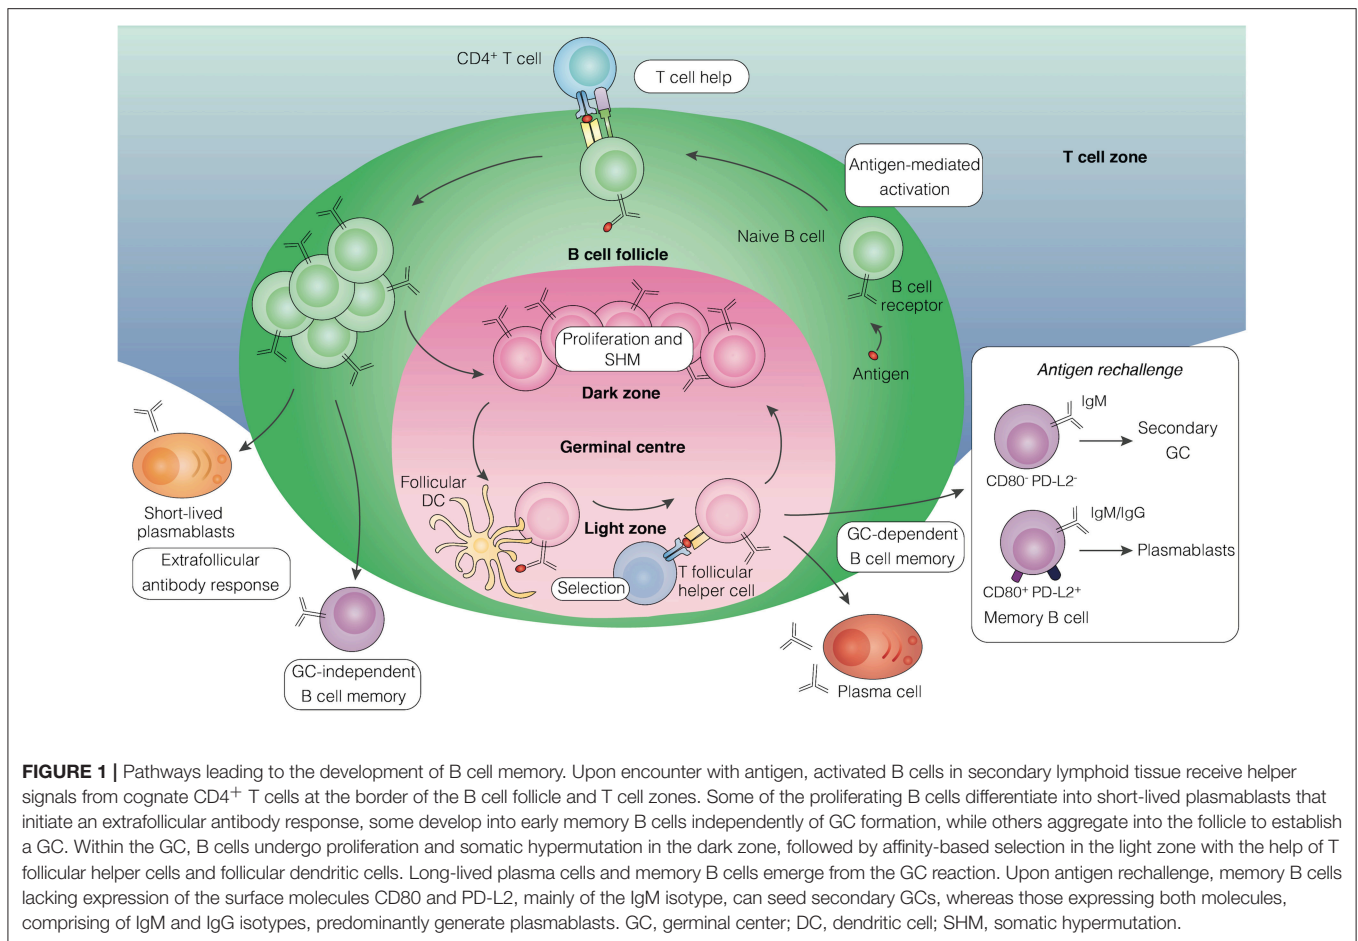 CD4⁺ T cell
T cell help
T cell zone
Antigen-mediated
activation
Naive B cell
B cell follicle
B cell
receptor
Antigen
Proliferation and
SHM
Dark zone
Germinal centre
Follicular
DC
Light zone
Selection
T follicular
helper cell
Short-lived
plasmablasts
Extrafollicular
antibody response
GC-independent
B cell memory
GC-dependent
B cell memory
Plasma cell
Antigen rechallenge
IgM
Secondary
GC
CD80⁻ PD-L2⁻
IgM/IgG
Plasmablasts
CD80⁺ PD-L2⁺
Memory B cell
FIGURE 1 | Pathways leading to the development of B cell memory. Upon encounter with antigen, activated B cells in secondary lymphoid tissue receive helper
signals from cognate CD4⁺ T cells at the border of the B cell follicle and T cell zones. Some of the proliferating B cells differentiate into short-lived plasmablasts that
initiate an extrafollicular antibody response, some develop into early memory B cells independently of GC formation, while others aggregate into the follicle to establish
a GC. Within the GC, B cells undergo proliferation and somatic hypermutation in the dark zone, followed by affinity-based selection in the light zone with the help of T
follicular helper cells and follicular dendritic cells. Long-lived plasma cells and memory B cells emerge from the GC reaction. Upon antigen rechallenge, memory B cells
lacking expression of the surface molecules CD80 and PD-L2, mainly of the IgM isotype, can seed secondary GCs, whereas those expressing both molecules,
comprising of IgM and IgG isotypes, predominantly generate plasmablasts. GC, germinal center; DC, dendritic cell; SHM, somatic hypermutation.